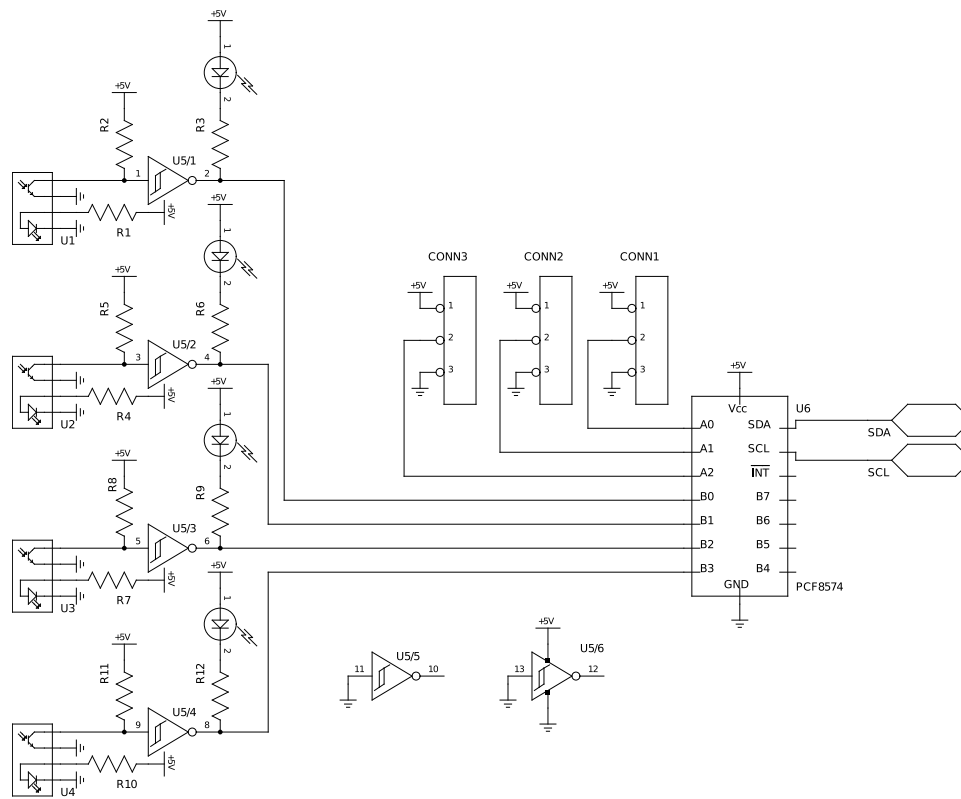 +5V
1
2
+5V
R2
R3
U5/1
1
2
+5V
R1
U1
+5V
1
2
+5V
R5
R6
U5/2
3
4
+5V
R4
U2
+5V
1
2
R8
R9
+5V
U5/3
5
6
+5V
R7
U3
+5V
1
2
+5V
R11
R12
U5/4
9
8
+5V
R10
U4
CONN3
CONN2
CONN1
+5V
+5V
+5V
1
1
1
2
2
2
3
3
3
+5V
Vcc
U6
A0
SDA
SDA
A1
SCL
SCL
A2
INT
B0
B7
B1
B6
B2
B5
B3
B4
GND
PCF8574
U5/5
11
10
+5V
U5/6
13
12